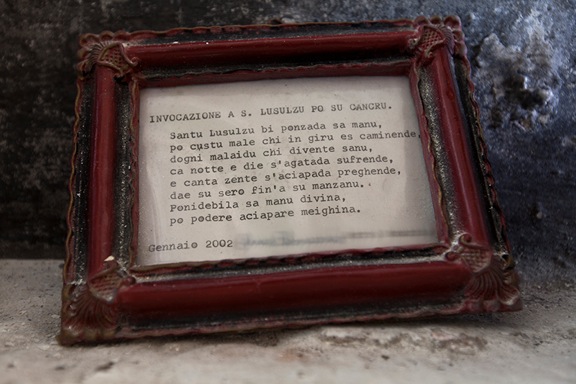 INVOCAZIONE A S. LUSULZU PO SU CANCRU.
Santu Lusulzu bi ponzada sa manu,
po custu male chi in giru es caminende,
dogni malaidu chi divente sanu,
ca notte e die s'agatada sufrende,
e canta zente s'aciapada preghende,
dae su sero fin'a su manzanu.
Ponidebila sa manu divina,
po podere aciapare meighina.
Gennaio 2002